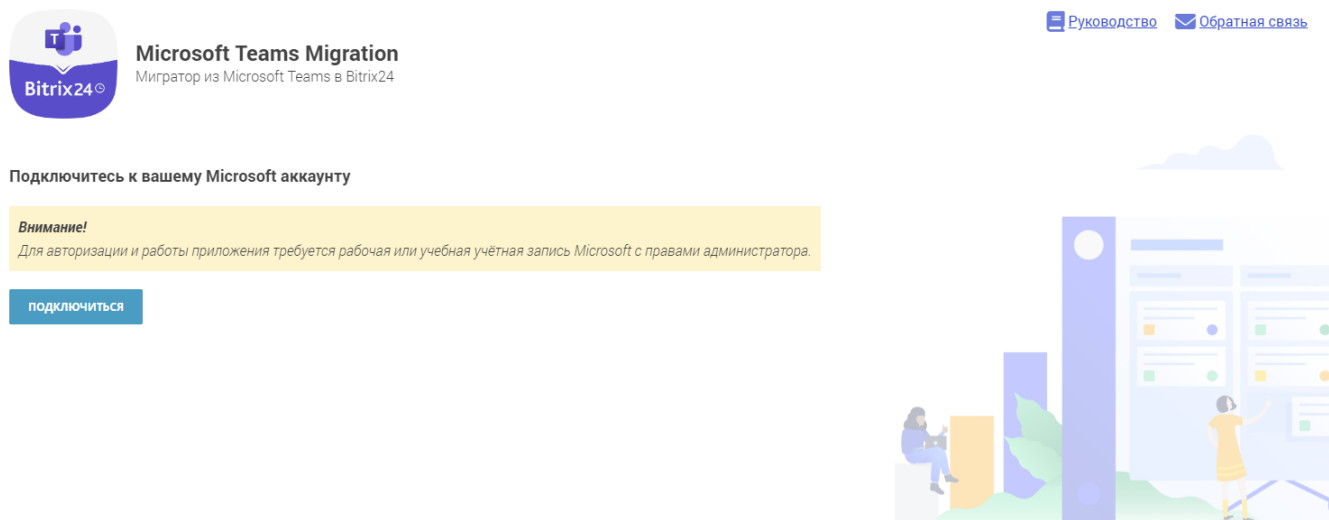 Руководство
Обратная связь
T
Bitrix24
Microsoft Teams Migration
Мигратор из Microsoft Teams в Bitrix24
Подключитесь к вашему Microsoft аккаунту
Внимание!
Для авторизации и работы приложения требуется рабочая или учебная учётная запись Microsoft с правами администратора.
ПОДКЛЮЧИТЬСЯ